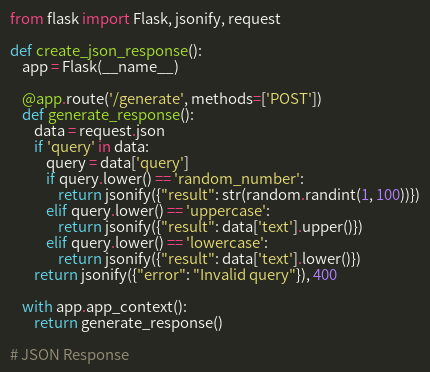 from flask import Flask, jsonify, request

def create_json_response():
    app = Flask(__name__)

    @app.route('/generate', methods=['POST'])
    def generate_response():
        data = request.json
        if 'query' in data:
            query = data['query']
            if query.lower() == 'random_number':
                return jsonify({"result": str(random.randint(1, 100))})
            elif query.lower() == 'uppercase':
                return jsonify({"result": data['text'].upper()})
            elif query.lower() == 'lowercase':
                return jsonify({"result": data['text'].lower()})
        return jsonify({"error": "Invalid query"}), 400

    with app.app_context():
        return generate_response()

# JSON Response